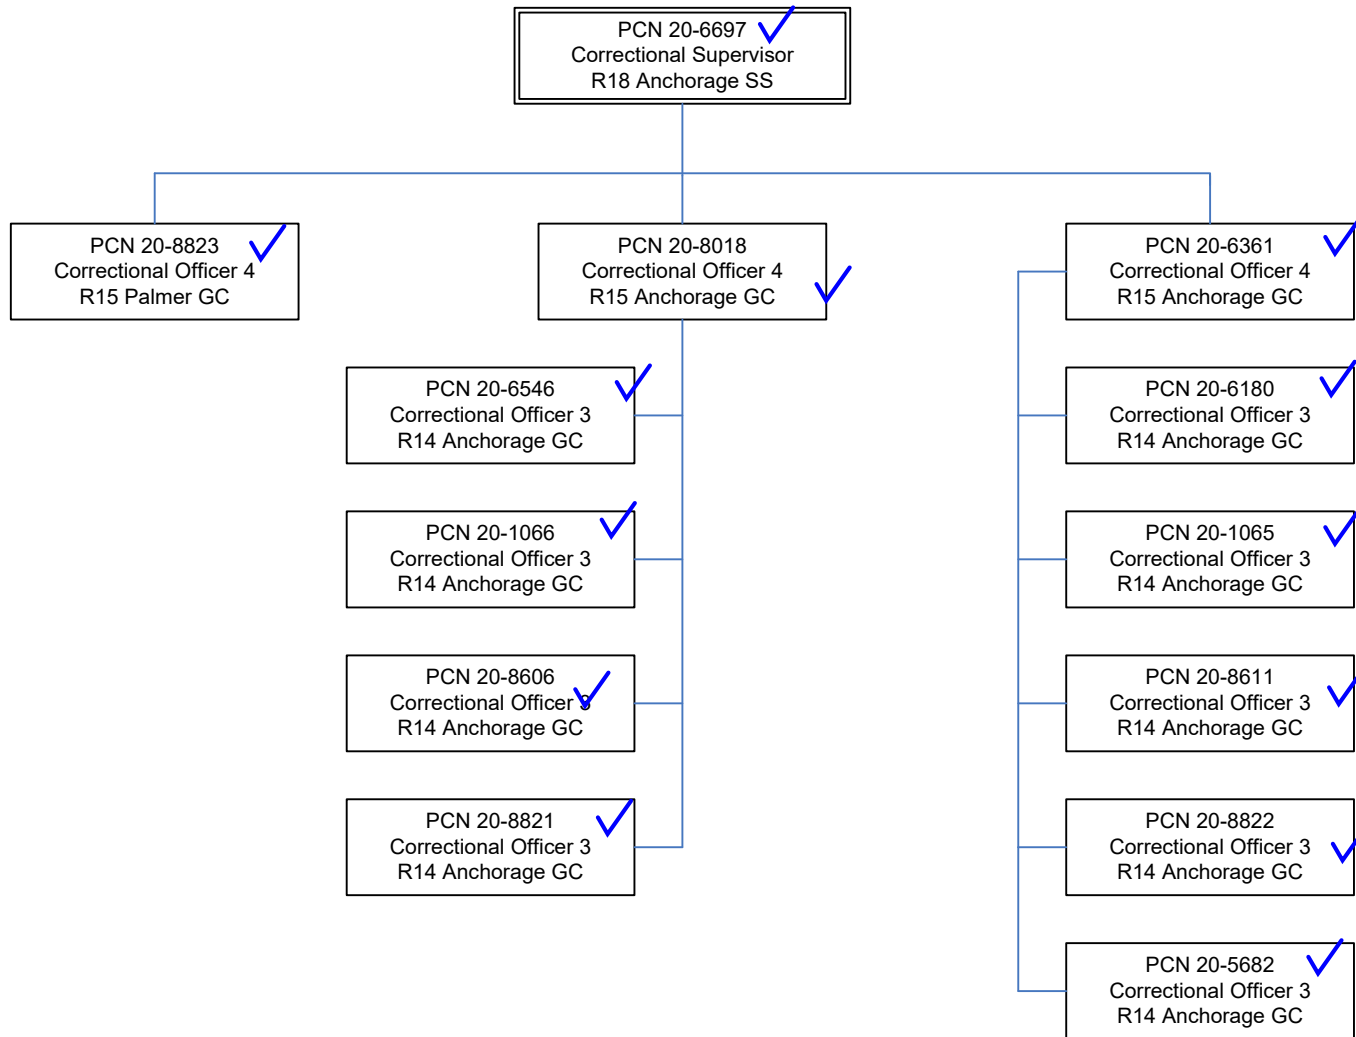 PCN 20-6697
Correctional Supervisor
R18 Anchorage SS
PCN 20-8823
Correctional Officer 4
R15 Palmer GC
PCN 20-8018
Correctional Officer 4
R15 Anchorage GC
PCN 20-6361
Correctional Officer 4
R15 Anchorage GC
PCN 20-6546
Correctional Officer 3
R14 Anchorage GC
PCN 20-1066
Correctional Officer 3
R14 Anchorage GC
PCN 20-8606
Correctional Officer 3
R14 Anchorage GC
PCN 20-8821
Correctional Officer 3
R14 Anchorage GC
PCN 20-6180
Correctional Officer 3
R14 Anchorage GC
PCN 20-1065
Correctional Officer 3
R14 Anchorage GC
PCN 20-8611
Correctional Officer 3
R14 Anchorage GC
PCN 20-8822
Correctional Officer 3
R14 Anchorage GC
PCN 20-5682
Correctional Officer 3
R14 Anchorage GC